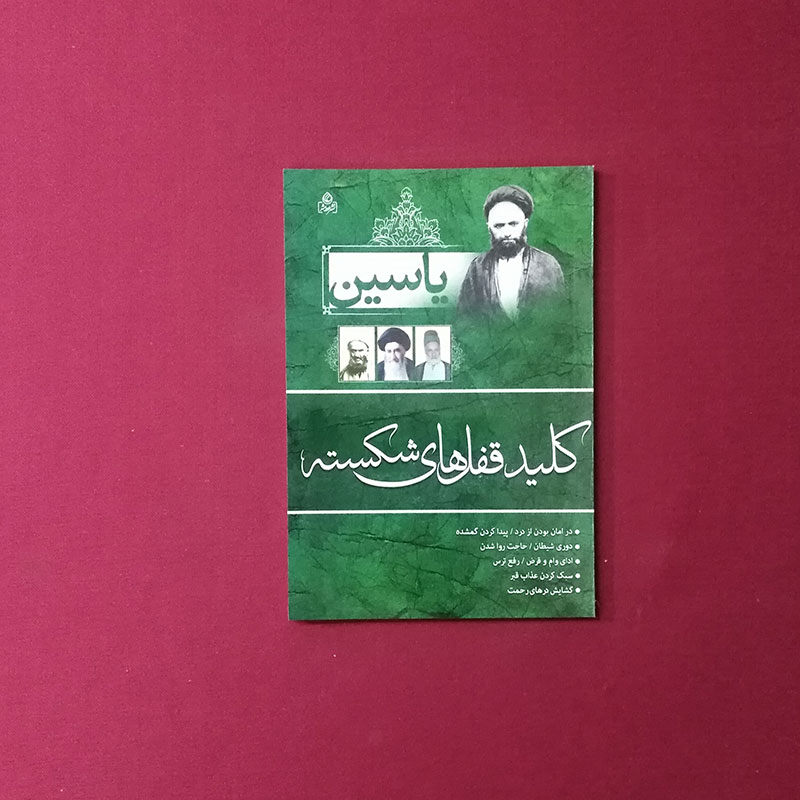 یاسین
کلید قفل‌های شکسته
• در امان بودن از درد / پیدا کردن گمشده
• دوری شیطان / حاجت روا شدن
• ادای وام و قرض / رفع ترس
• سبک کردن عذاب قبر
• گشایش درهای رحمت